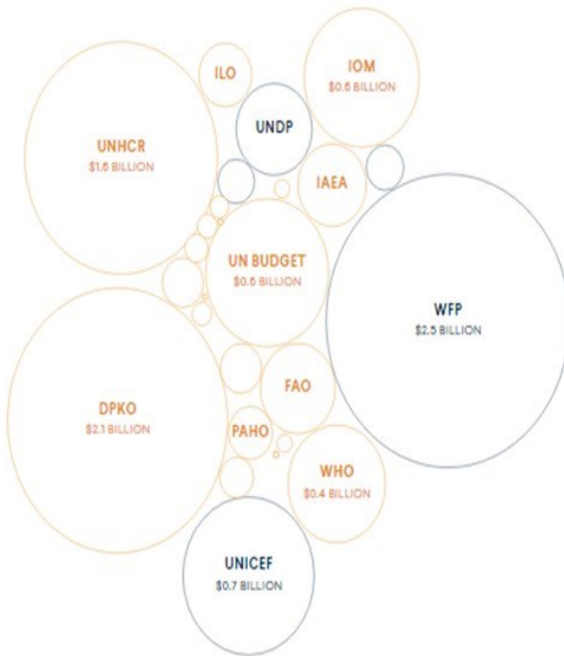 ILO
IOM
$0.6 BILLION
UNHCR
$1.6 BILLION
UNDP
IAEA
UN BUDGET
$0.6 BILLION
WFP
$2.5 BILLION
FAO
DPKO
$2.1 BILLION
PAHO
WHO
$0.4 BILLION
UNICEF
$0.7 BILLION